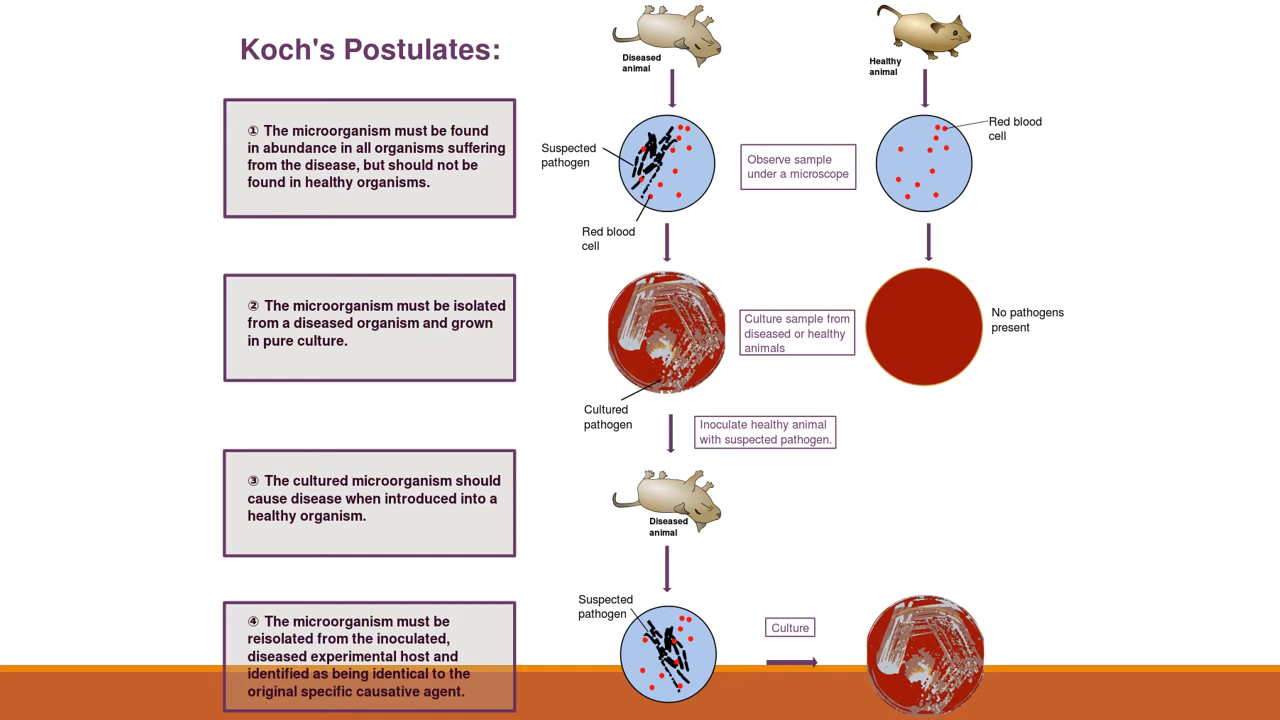 Koch's Postulates:
Diseased
animal
Healthy
animal
① The microorganism must be found
in abundance in all organisms suffering
from the disease, but should not be
found in healthy organisms.
Suspected
pathogen
Observe sample
under a microscope
Red blood
cell
Red blood
cell
② The microorganism must be isolated
from a diseased organism and grown
in pure culture.
Culture sample from
diseased or healthy
animals
No pathogens
present
Cultured
pathogen
Inoculate healthy animal
with suspected pathogen.
③ The cultured microorganism should
cause disease when introduced into a
healthy organism.
Diseased
animal
④ The microorganism must be
reisolated from the inoculated,
diseased experimental host and
identified as being identical to the
original specific causative agent.
Suspected
pathogen
Culture